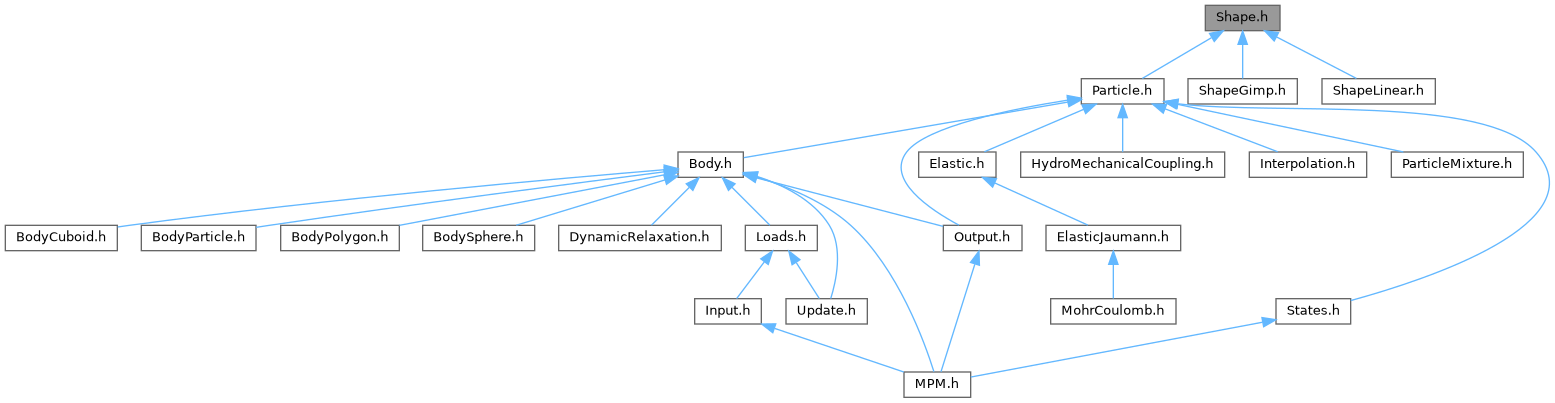 Shape.h
Particle.h
ShapeGimp.h
ShapeLinear.h
Body.h
Elastic.h
HydroMechanicalCoupling.h
Interpolation.h
ParticleMixture.h
BodyCuboid.h
BodyParticle.h
BodyPolygon.h
BodySphere.h
DynamicRelaxation.h
Loads.h
Output.h
ElasticJaumann.h
Input.h
Update.h
MohrCoulomb.h
States.h
MPM.h